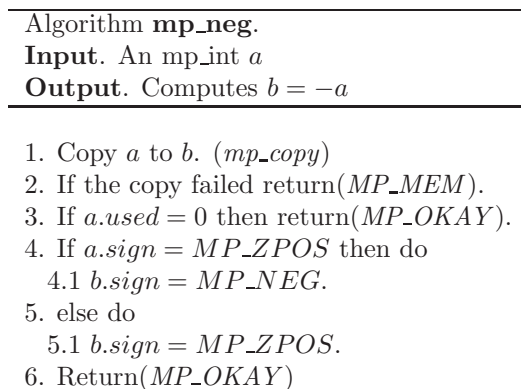 Algorithm mp_neg.
Input. An mp_int a
Output. Computes b = −a
1. Copy a to b. (mp_copy)
2. If the copy failed return(MP_MEM).
3. If a.used = 0 then return(MP_OKAY).
4. If a.sign = MP_ZPOS then do
4.1 b.sign = MP_NEG.
5. else do
5.1 b.sign = MP_ZPOS.
6. Return(MP_OKAY)